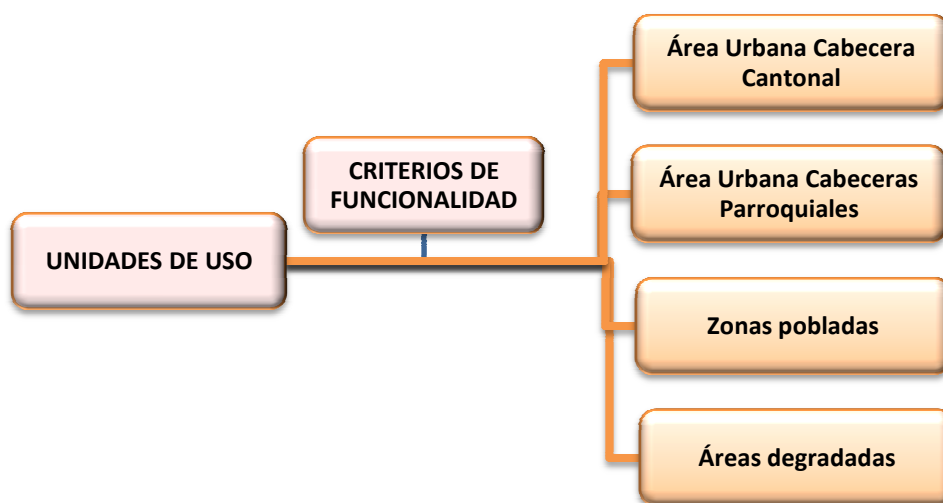 UNIDADES DE USO
CRITERIOS DE
FUNCIONALIDAD
Área Urbana Cabecera
Cantonal
Área Urbana Cabeceras
Parroquiales
Zonas pobladas
Áreas degradadas